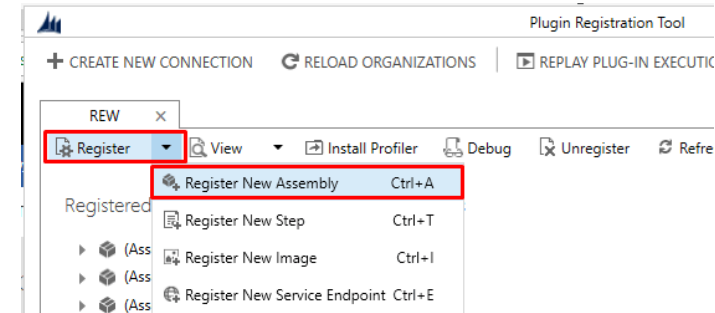 Plugin Registration Tool
CREATE NEW CONNECTION RELOAD ORGANIZATIONS REPLAY PLUG-IN EXECUTIO
REW ×
Register View Install Profiler Debug Unregister Refre
Register New Assembly Ctrl+A
Registered
Register New Step Ctrl+T
(Ass
Register New Image Ctrl+I
(Ass
Register New Service Endpoint Ctrl+E
(Ass